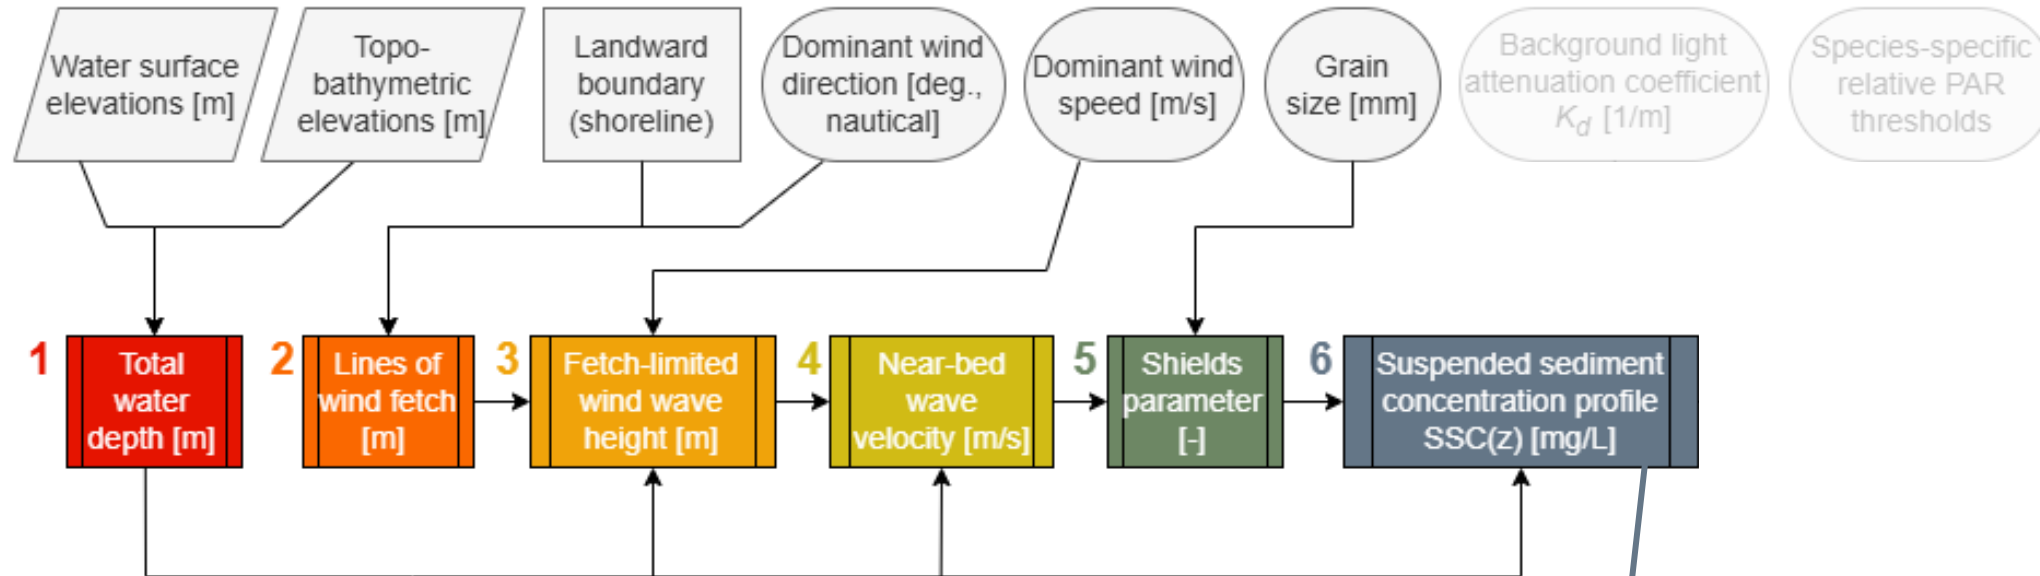 Water surface
elevations [m]
Topo-
bathymetric
elevations [m]
Landward
boundary
(shoreline)
Dominant wind
direction [deg.,
nautical]
Dominant wind
speed [m/s]
Grain
size [mm]
Background light
attenuation coefficient
K_d [1/m]
Species-specific
relative PAR
thresholds
1
Total
water
depth [m]
2
Lines of
wind fetch
[m]
3
Fetch-limited
wind wave
height [m]
4
Near-bed
wave
velocity [m/s]
5
Shields
parameter
[-]
6
Suspended sediment
concentration profile
SSC(z) [mg/L]